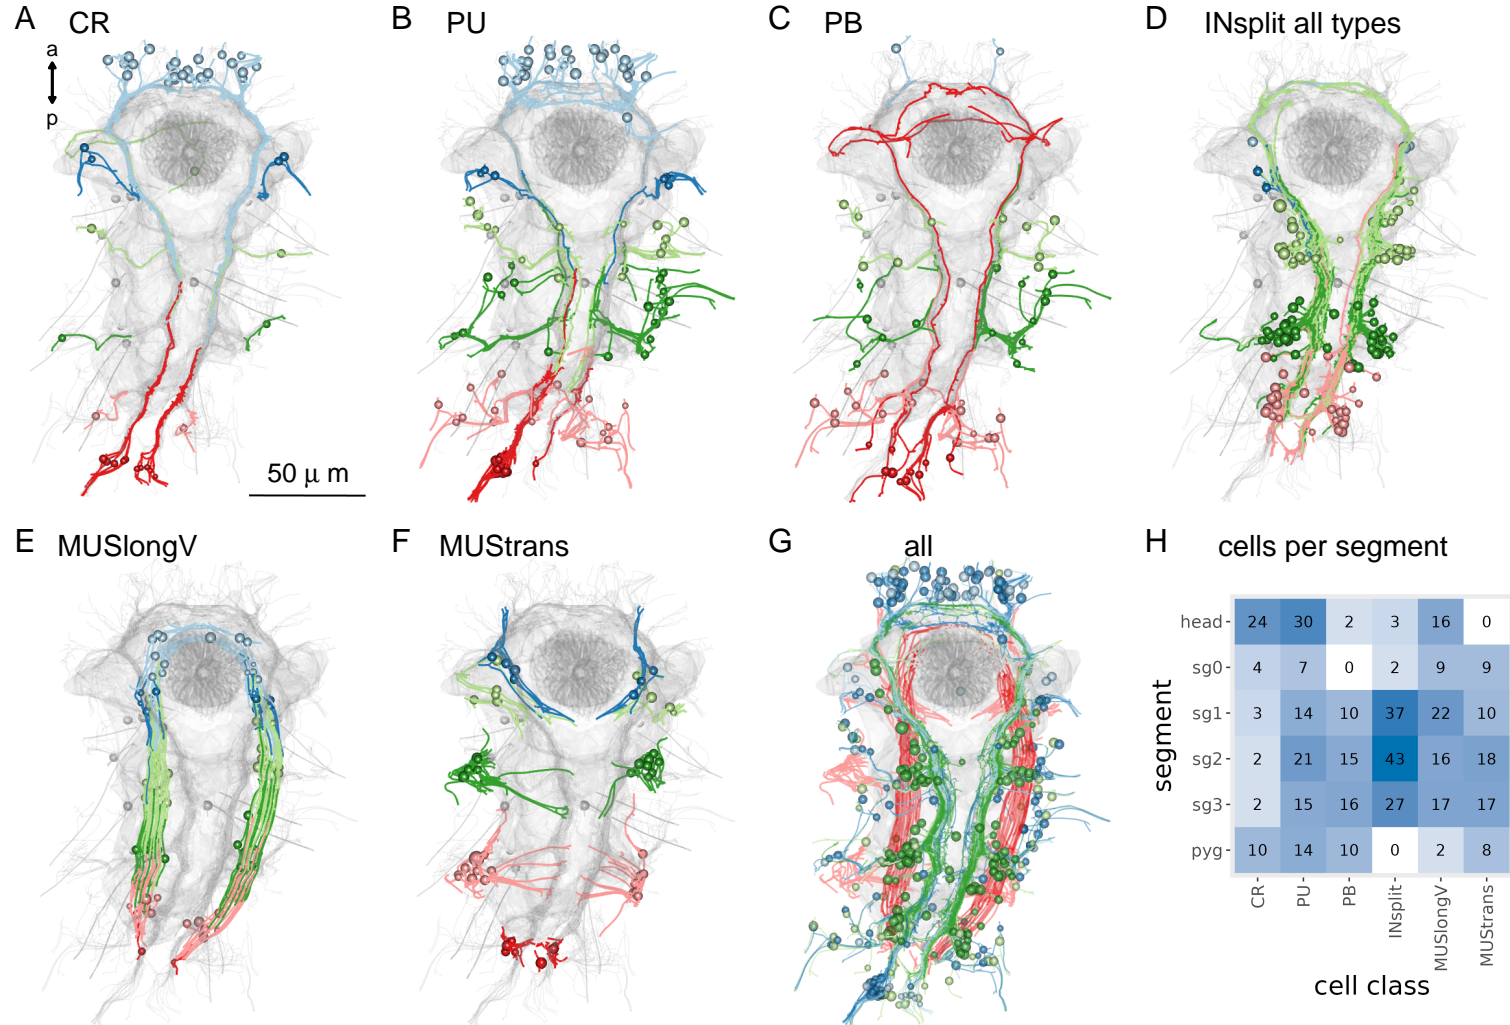 A CR
B PU
C PB
D INsplit all types
a
p
50 μ m
E MUSlongV
F MUStrans
G all
H cells per segment
head 24 30 2 3 16 0
sg0 4 7 0 2 9 9
sg1 3 14 10 37 22 10
sg2 2 21 15 43 16 18
sg3 2 15 16 27 17 17
pyg 10 14 10 0 2 8
segment
CR PU PB INsplit MUSlongV MUStrans
cell class